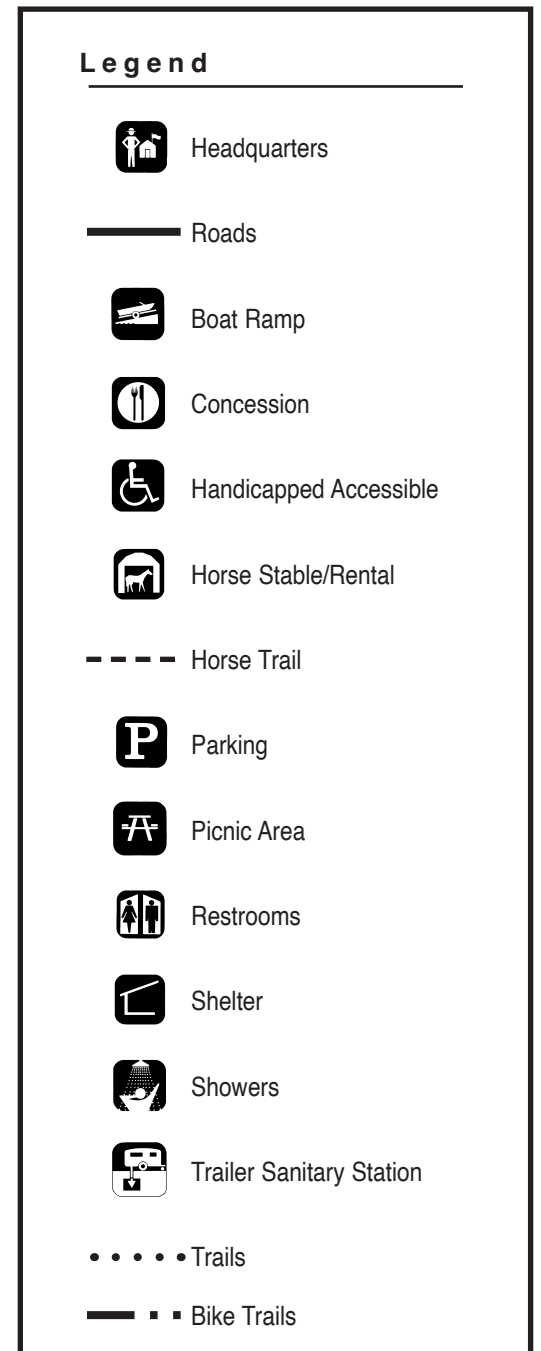 Legend
Headquarters
Roads
Boat Ramp
Concession
Handicapped Accessible
Horse Stable/Rental
Horse Trail
P Parking
Picnic Area
Restrooms
Shelter
Showers
Trailer Sanitary Station
Trails
Bike Trails